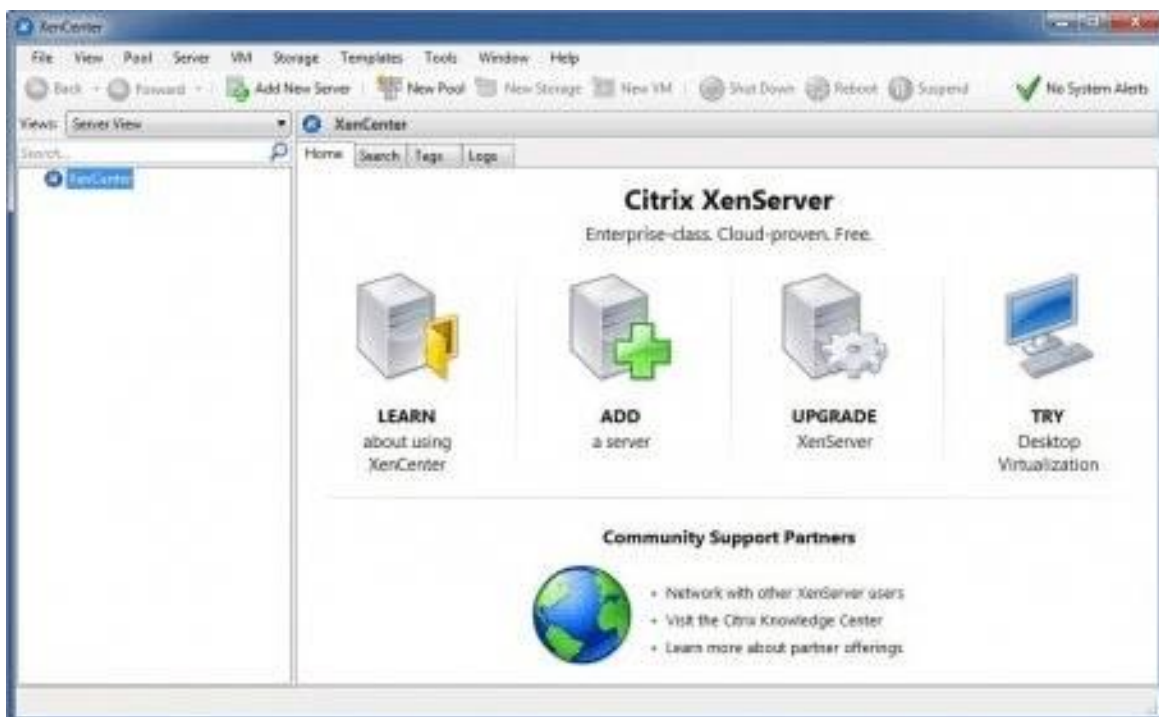 XenCenter
File View Pool Server VM Storage Templates Tools Window Help
Back Forward Add New Server New Pool New Storage New VM Shut Down Reboot Suspend No System Alerts
Views: Server View
XenCenter
Search...
Home Search Tags Logs
XenCenter
Citrix XenServer
Enterprise-class. Cloud-proven. Free.
LEARN
about using
XenCenter
ADD
a server
UPGRADE
XenServer
TRY
Desktop
Virtualization
Community Support Partners
Network with other XenServer users
Visit the Citrix Knowledge Center
Learn more about partner offerings